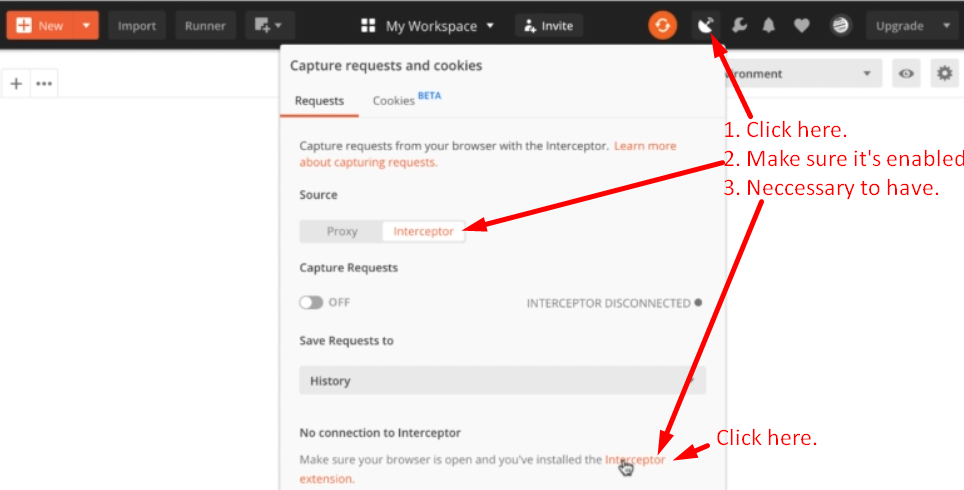 New Import Runner My Workspace Invite Upgrade
Capture requests and cookies
ironment
Requests Cookies BETA
1. Click here.
Capture requests from your browser with the Interceptor. Learn more
about capturing requests.
2. Make sure it's enabled
3. Neccessary to have.
Source
Proxy Interceptor
Capture Requests
OFF INTERCEPTOR DISCONNECTED
Save Requests to
History
No connection to Interceptor
Click here.
Make sure your browser is open and you've installed the Interceptor
extension.